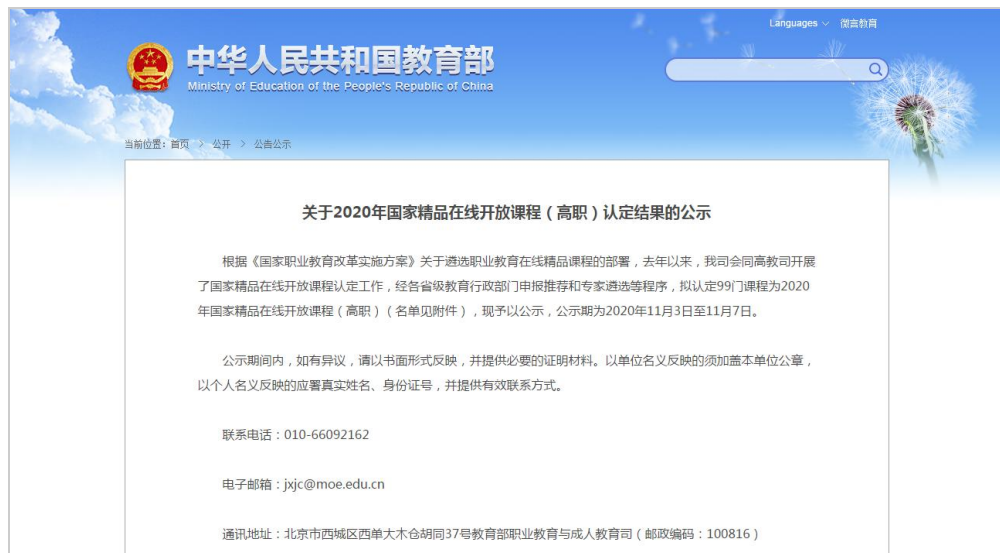 Languages 微言教育
中华人民共和国教育部
Ministry of Education of the People's Republic of China
当前位置：首页 > 公开 > 公告公示
关于2020年国家精品在线开放课程（高职）认定结果的公示
根据《国家职业教育改革实施方案》关于遴选职业教育在线精品课程的部署，去年以来，我司会同高教司开展
了国家精品在线开放课程认定工作，经各省级教育行政部门申报推荐和专家遴选等程序，拟认定99门课程为2020
年国家精品在线开放课程（高职）（名单见附件），现予以公示，公示期为2020年11月3日至11月7日。
公示期间内，如有异议，请以书面形式反映，并提供必要的证明材料。以单位名义反映的须加盖本单位公章，
以个人名义反映的应署真实姓名、身份证号，并提供有效联系方式。
联系电话：010-66092162
电子邮箱：jxjc@moe.edu.cn
通讯地址：北京市西城区西单大木仓胡同37号教育部职业教育与成人教育司（邮政编码：100816）